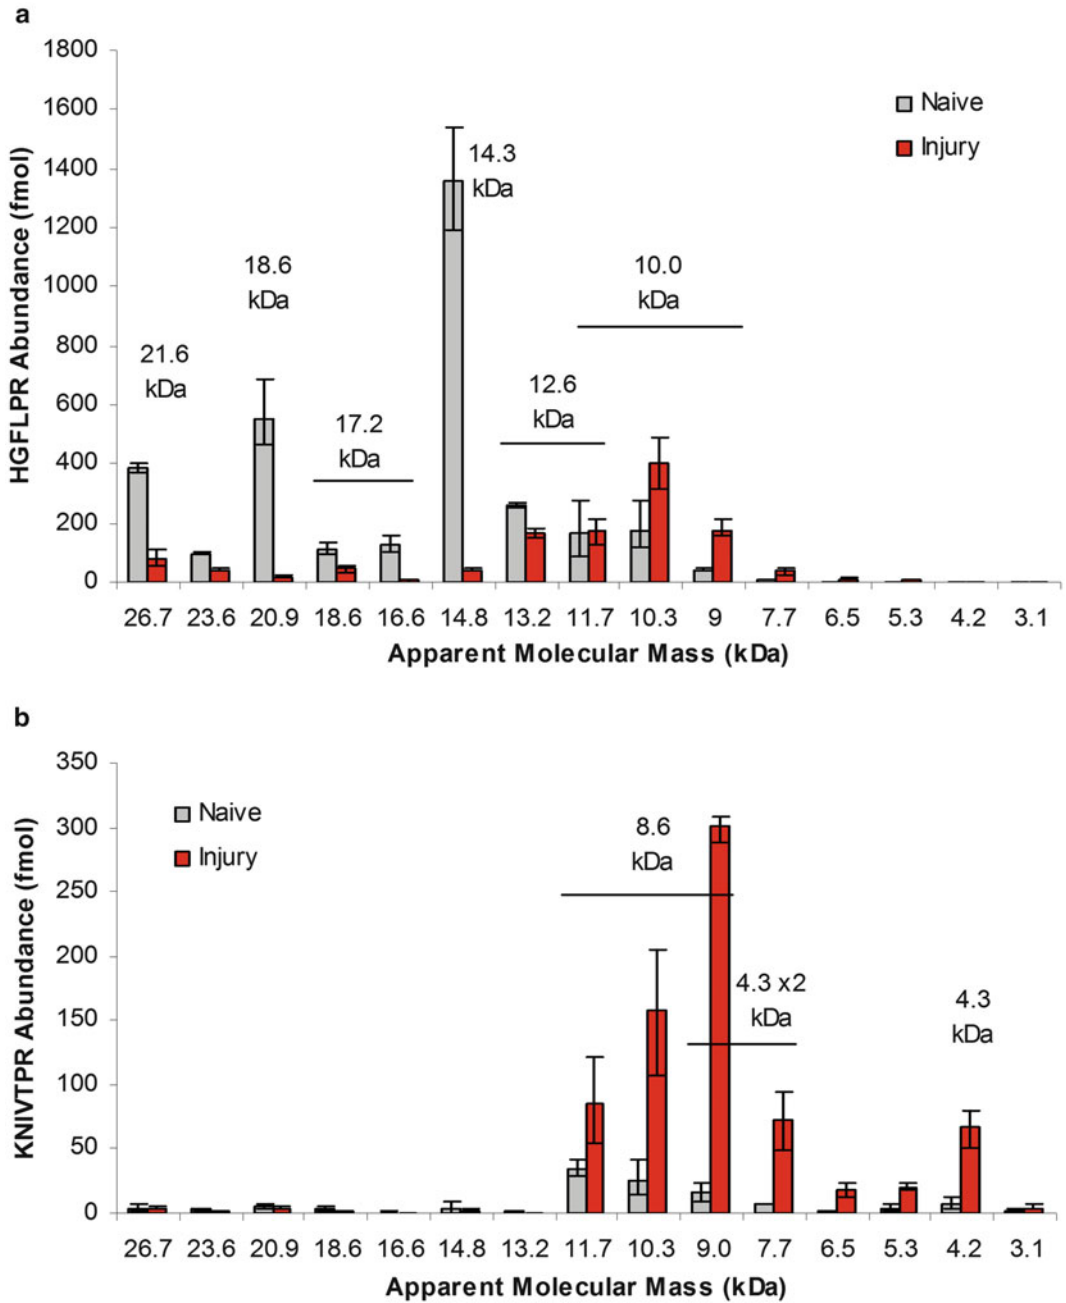 a
HGFLPR Abundance (fmol)
1800
1600
1400
1200
1000
800
600
400
200
0
Naive
Injury
21.6
kDa
18.6
kDa
17.2
kDa
14.3
kDa
12.6
kDa
10.0
kDa
26.7 23.6 20.9 18.6 16.6 14.8 13.2 11.7 10.3 9 7.7 6.5 5.3 4.2 3.1
Apparent Molecular Mass (kDa)
b
KNIVTPR Abundance (fmol)
350
300
250
200
150
100
50
0
Naive
Injury
8.6
kDa
4.3 x2
kDa
4.3
kDa
26.7 23.6 20.9 18.6 16.6 14.8 13.2 11.7 10.3 9.0 7.7 6.5 5.3 4.2 3.1
Apparent Molecular Mass (kDa)